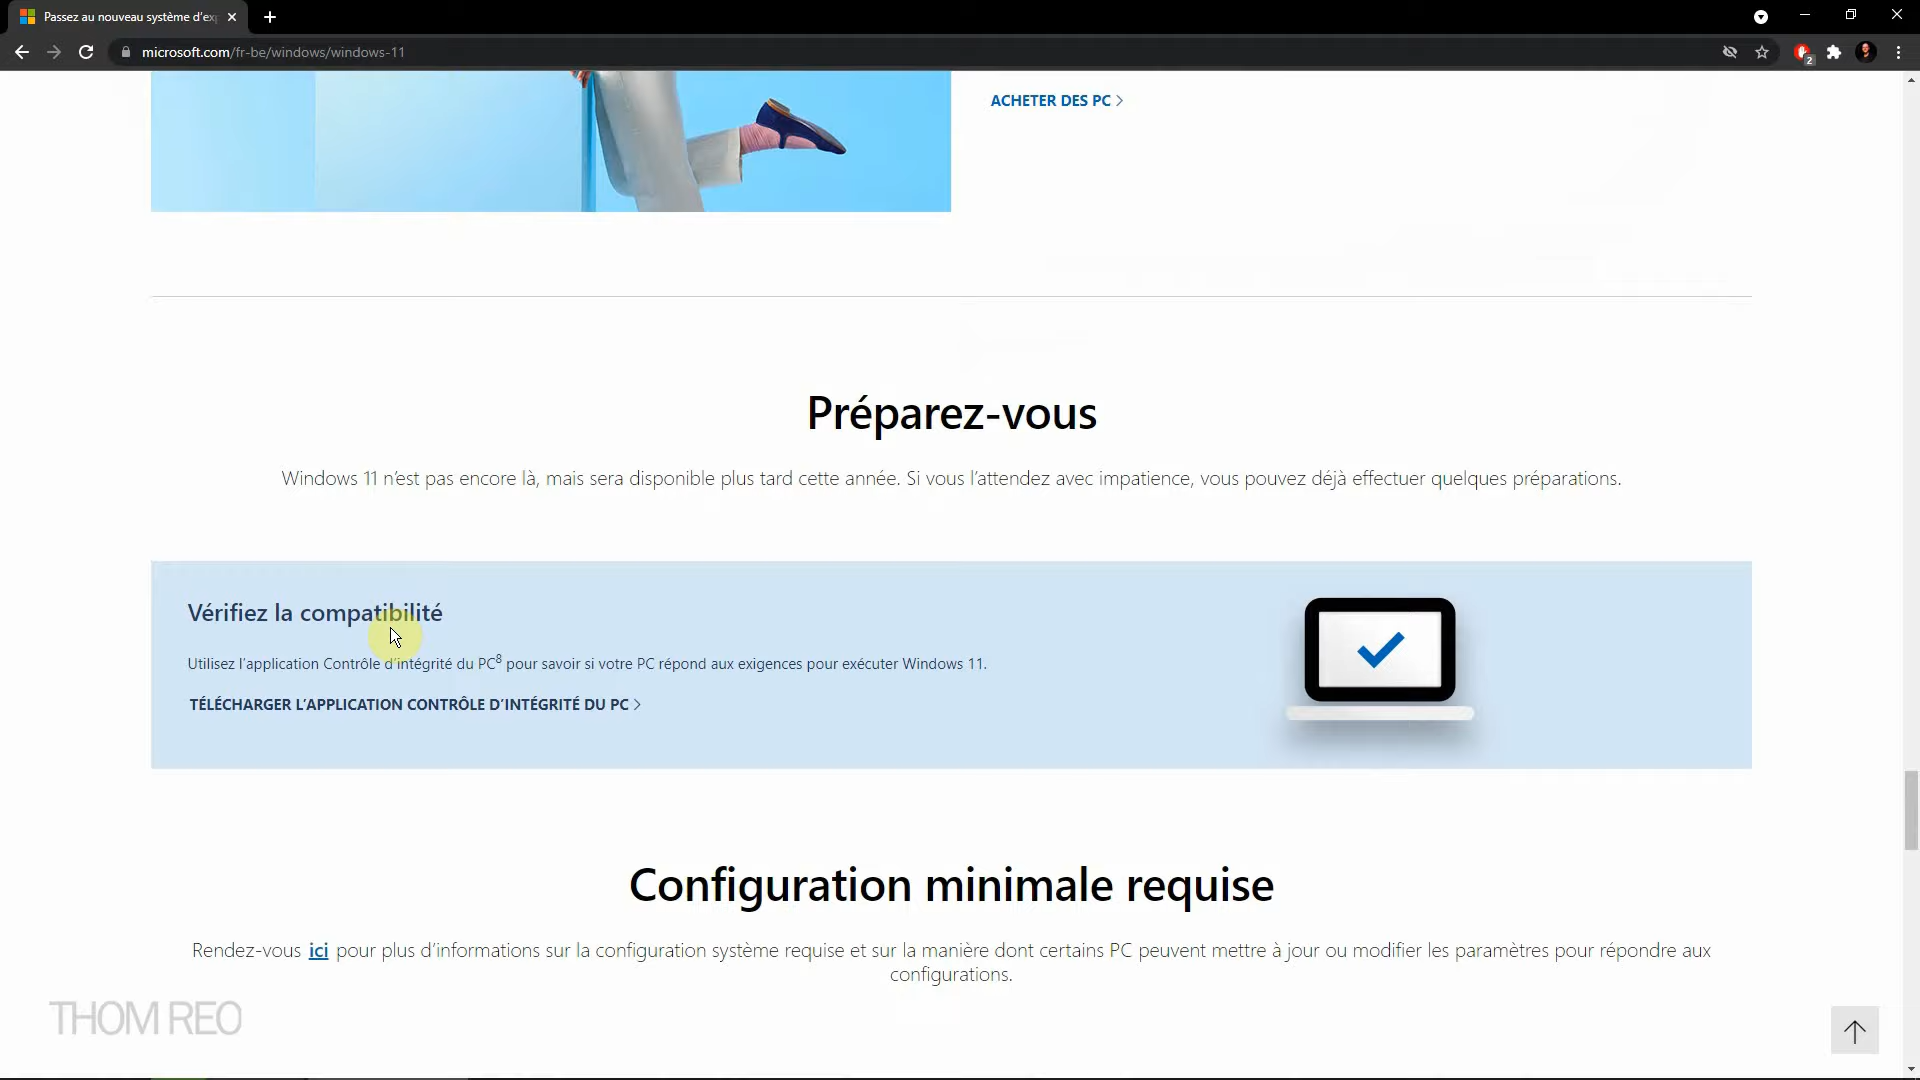 Passez au nouveau système d'exp
microsoft.com/fr-be/windows/windows-11
2
ACHETER DES PC
Préparez-vous
Windows 11 n’est pas encore là, mais sera disponible plus tard cette année. Si vous l’attendez avec impatience, vous pouvez déjà effectuer quelques préparations.
Vérifiez la compatibilité
Utilisez l’application Contrôle d’intégrité du PC⁸ pour savoir si votre PC répond aux exigences pour exécuter Windows 11.
TÉLÉCHARGER L’APPLICATION CONTRÔLE D’INTÉGRITÉ DU PC
Configuration minimale requise
Rendez-vous ici pour plus d’informations sur la configuration système requise et sur la manière dont certains PC peuvent mettre à jour ou modifier les paramètres pour répondre aux
configurations.
THOM REO